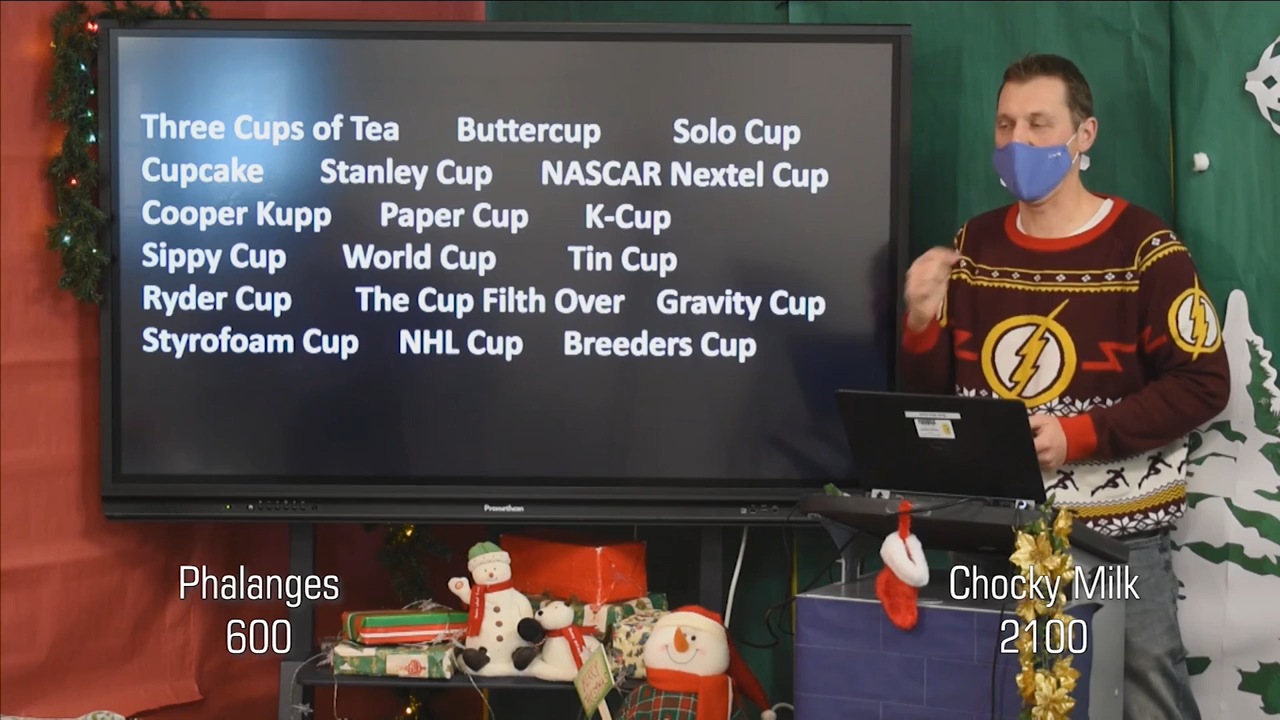 Three Cups of Tea Buttercup Solo Cup
Cupcake Stanley Cup NASCAR Nextel Cup
Cooper Kupp Paper Cup K-Cup
Sippy Cup World Cup Tin Cup
Ryder Cup The Cup Filth Over Gravity Cup
Styrofoam Cup NHL Cup Breeders Cup
Promethean
Phalanges
600
Chocky Milk
2100